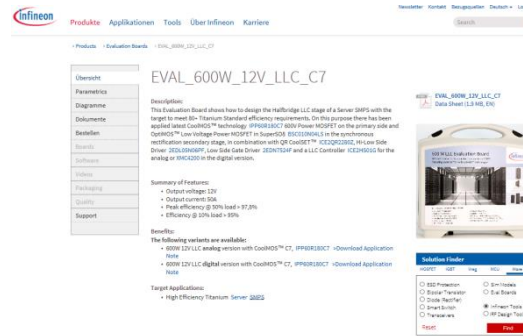 Newsletter Kontakt Bezugsquellen Deutsch
infineon
Produkte Applikationen Tools Über Infineon Karriere
Search
> Products > Evaluation Boards > EVAL_600W_12V_LLC_C7
Übersicht
Parametrics
Diagramme
Dokumente
Bestellen
Boards
Software
Videos
Packaging
Quality
Support
EVAL_600W_12V_LLC_C7
Description:
This Evaluation Board shows how to design the Halfbridge LLC stage of a Server SMPS with the
target to meet 80+ Titanium Standard efficiency requirements. On this purpose there has been
applied latest CoolMOS™ technology IPP60R180C7 600V Power MOSFET on the primary side and
OptiMOS™ Low Voltage Power MOSFET in SuperSO8 BSC010N04LS in the synchronous
rectification secondary stage, in combination with QR CoolSET™ ICE2QR2280Z, Hi-Low Side
Driver 2EDL05N06PF, Low Side Gate Driver 2EDN7524F and a LLC Controller ICE2HS01G for the
analog or XMC4200 in the digital version.
Summary of Features:
• Output voltage: 12V
• Output current: 50A
• Peak efficiency @ 50% load > 97,8%
• Efficiency @ 10% load > 95%
Benefits:
The following variants are available:
• 600W 12V LLC analog version with CoolMOS™ C7, IPP60R180C7 >Download Application
Note
• 600W 12V LLC digital version with CoolMOS™ C7, IPP60R180C7 >Download Application
Note
Target Applications:
• High Efficiency Titanium Server SMPS
EVAL_600W_12V_LLC_C7
Data Sheet (1.3 MB, EN)
600 W LLC Evaluation Board
Solution Finder
MOSFET IGBT Vreg MCU More
ESD Protection
Bipolar Transistor
Diode (Rectifier)
Smart Switch
Transceivers
Sim Models
Eval Boards
Infineon Tools
RF Design Tool
Reset
Find